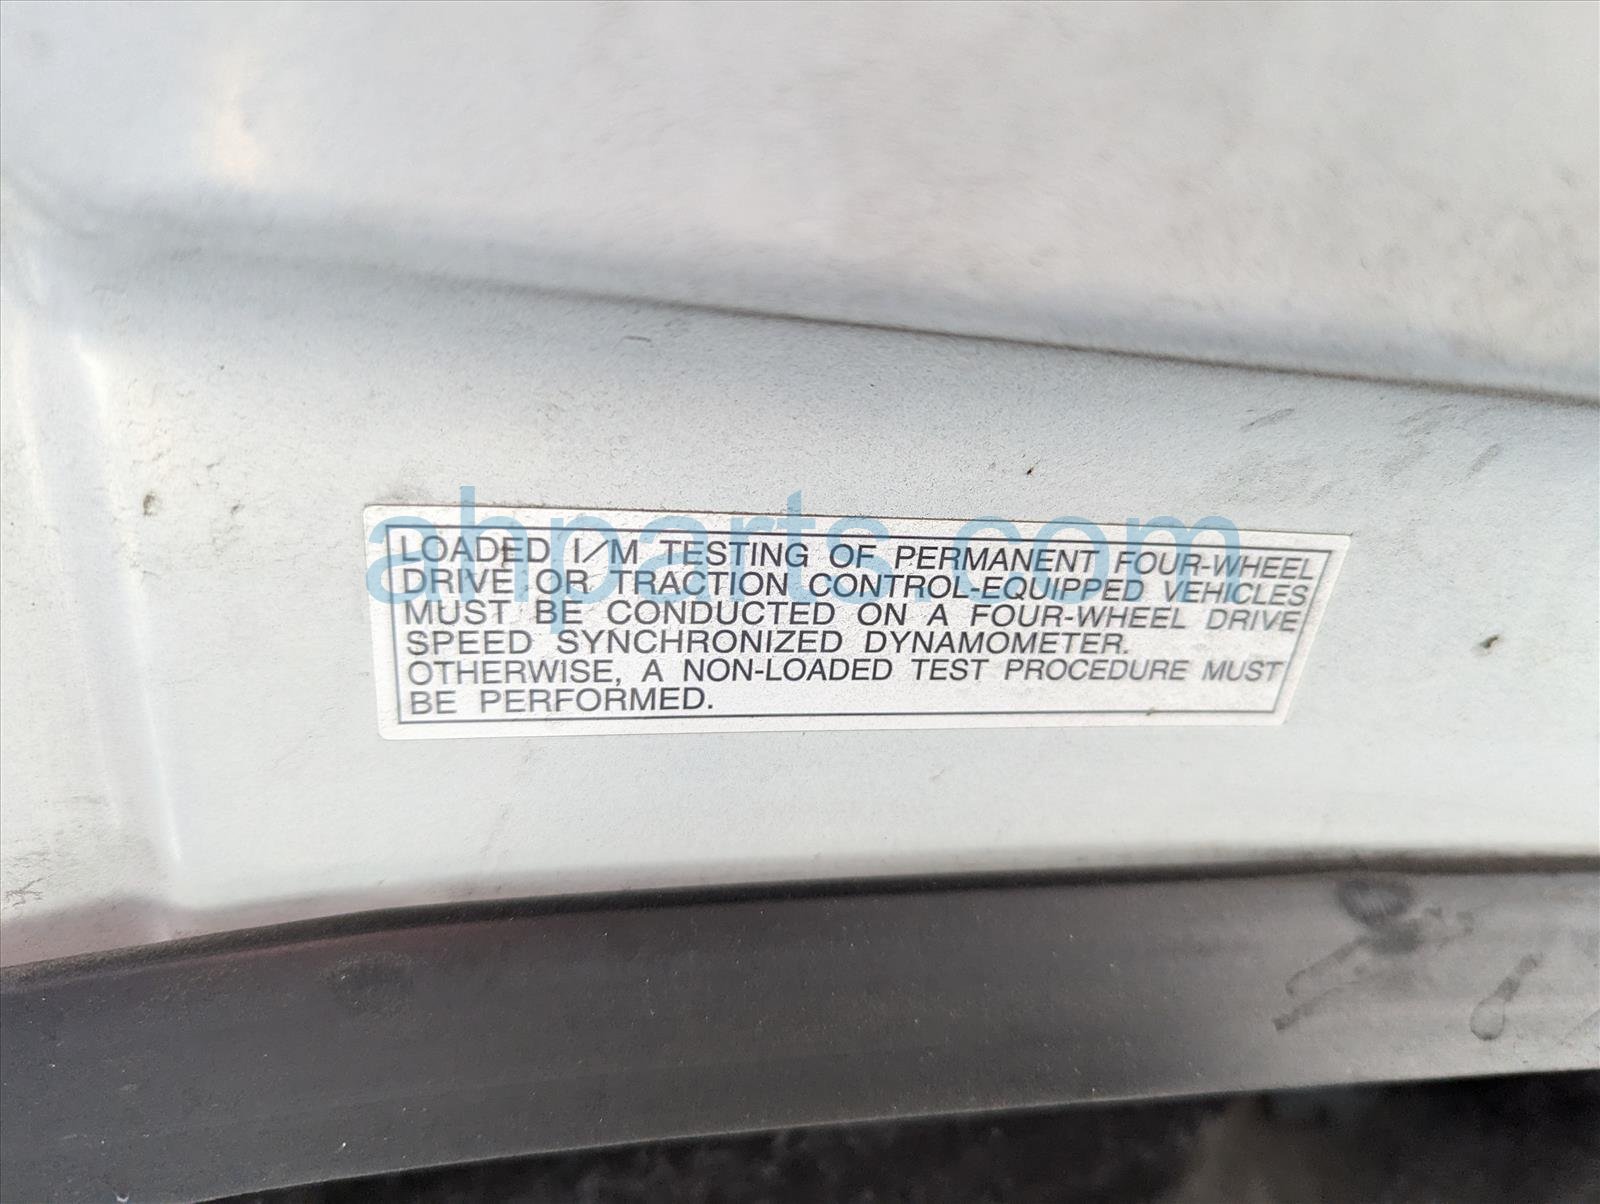 LOADED I/M TESTING OF PERMANENT FOUR-WHEEL
DRIVE OR TRACTION CONTROL-EQUIPPED VEHICLES
MUST BE CONDUCTED ON A FOUR-WHEEL DRIVE
SPEED SYNCHRONIZED DYNAMOMETER.
OTHERWISE, A NON-LOADED TEST PROCEDURE MUST
BE PERFORMED.
ahparts.com